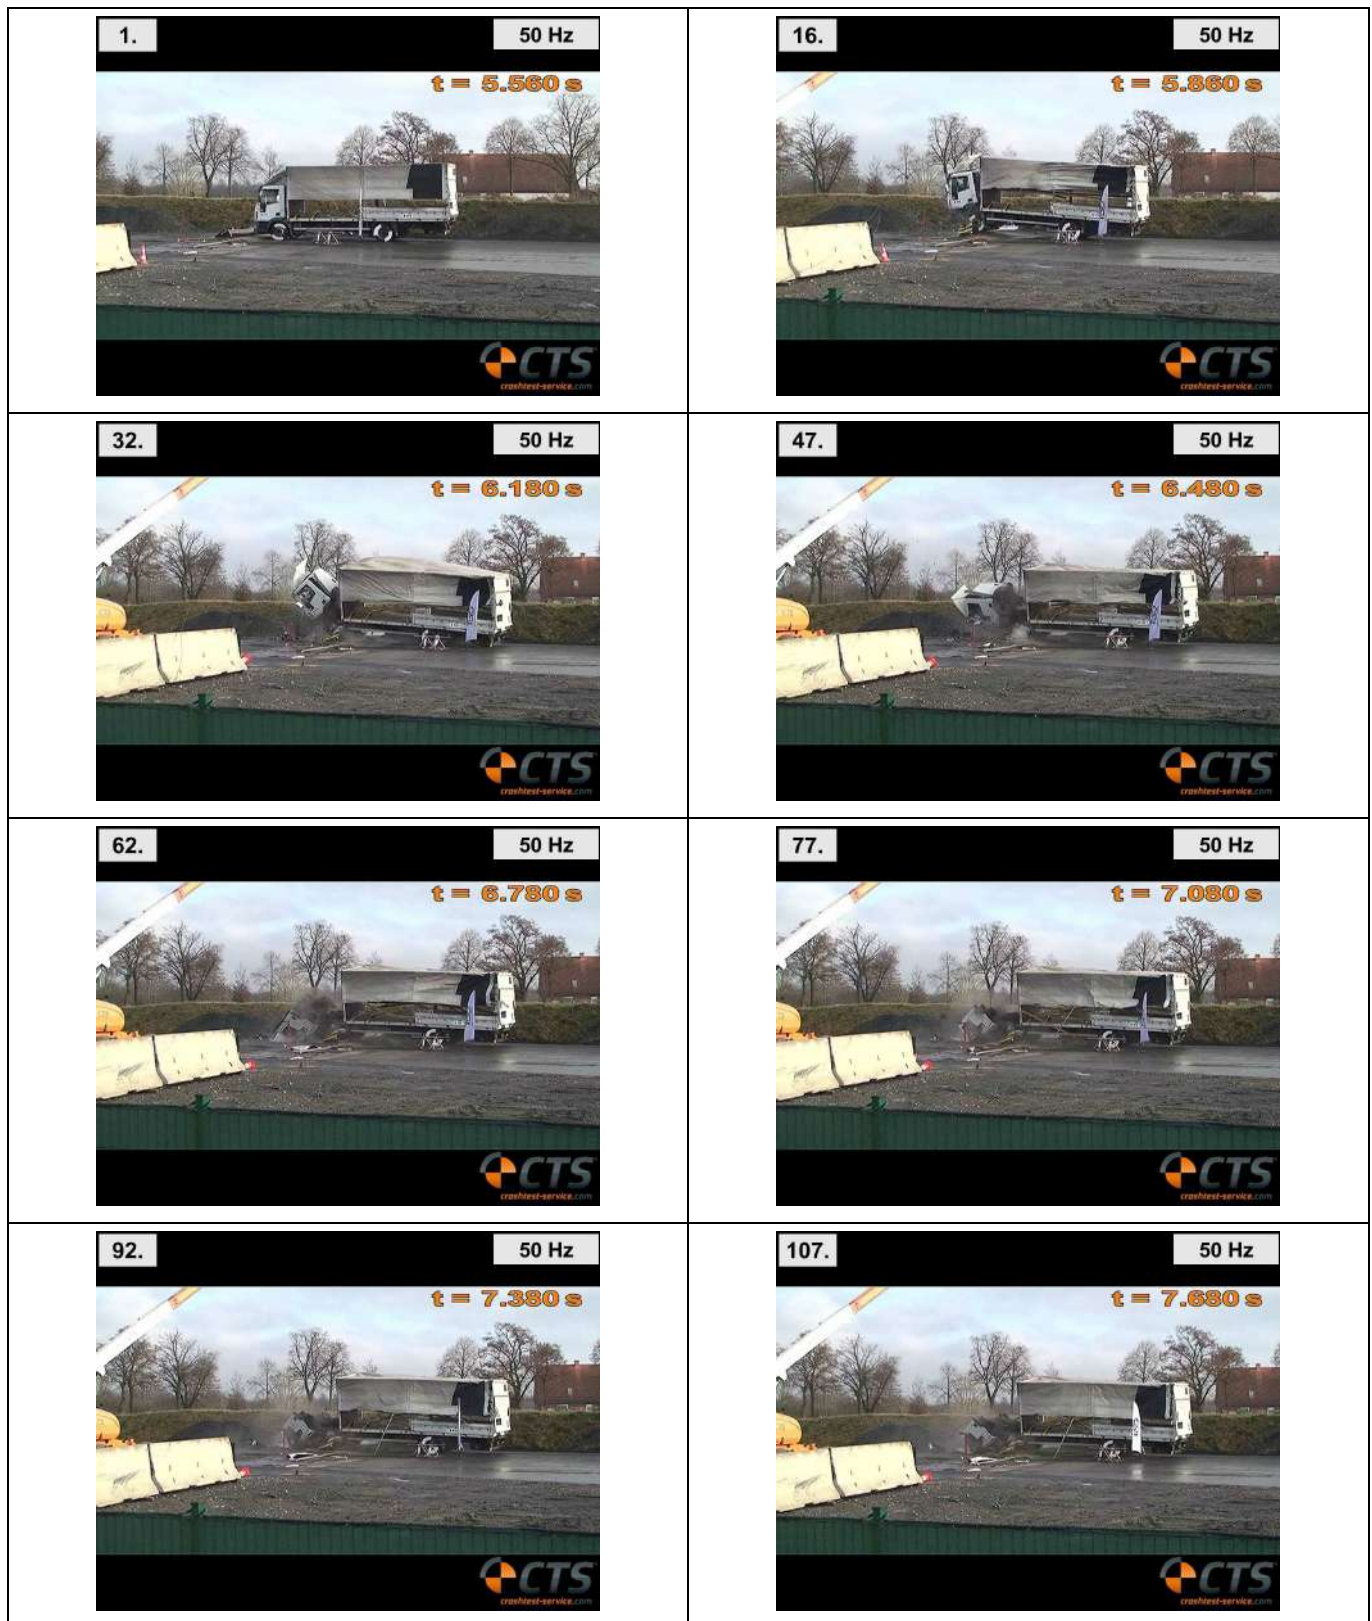 1.
50 Hz
t = 5.560 s
CTS
crashtest-service.com
16.
50 Hz
t = 5.860 s
CTS
crashtest-service.com
32.
50 Hz
t = 6.180 s
CTS
crashtest-service.com
47.
50 Hz
t = 6.480 s
CTS
crashtest-service.com
62.
50 Hz
t = 6.780 s
CTS
crashtest-service.com
77.
50 Hz
t = 7.080 s
CTS
crashtest-service.com
92.
50 Hz
t = 7.380 s
CTS
crashtest-service.com
107.
50 Hz
t = 7.680 s
CTS
crashtest-service.com